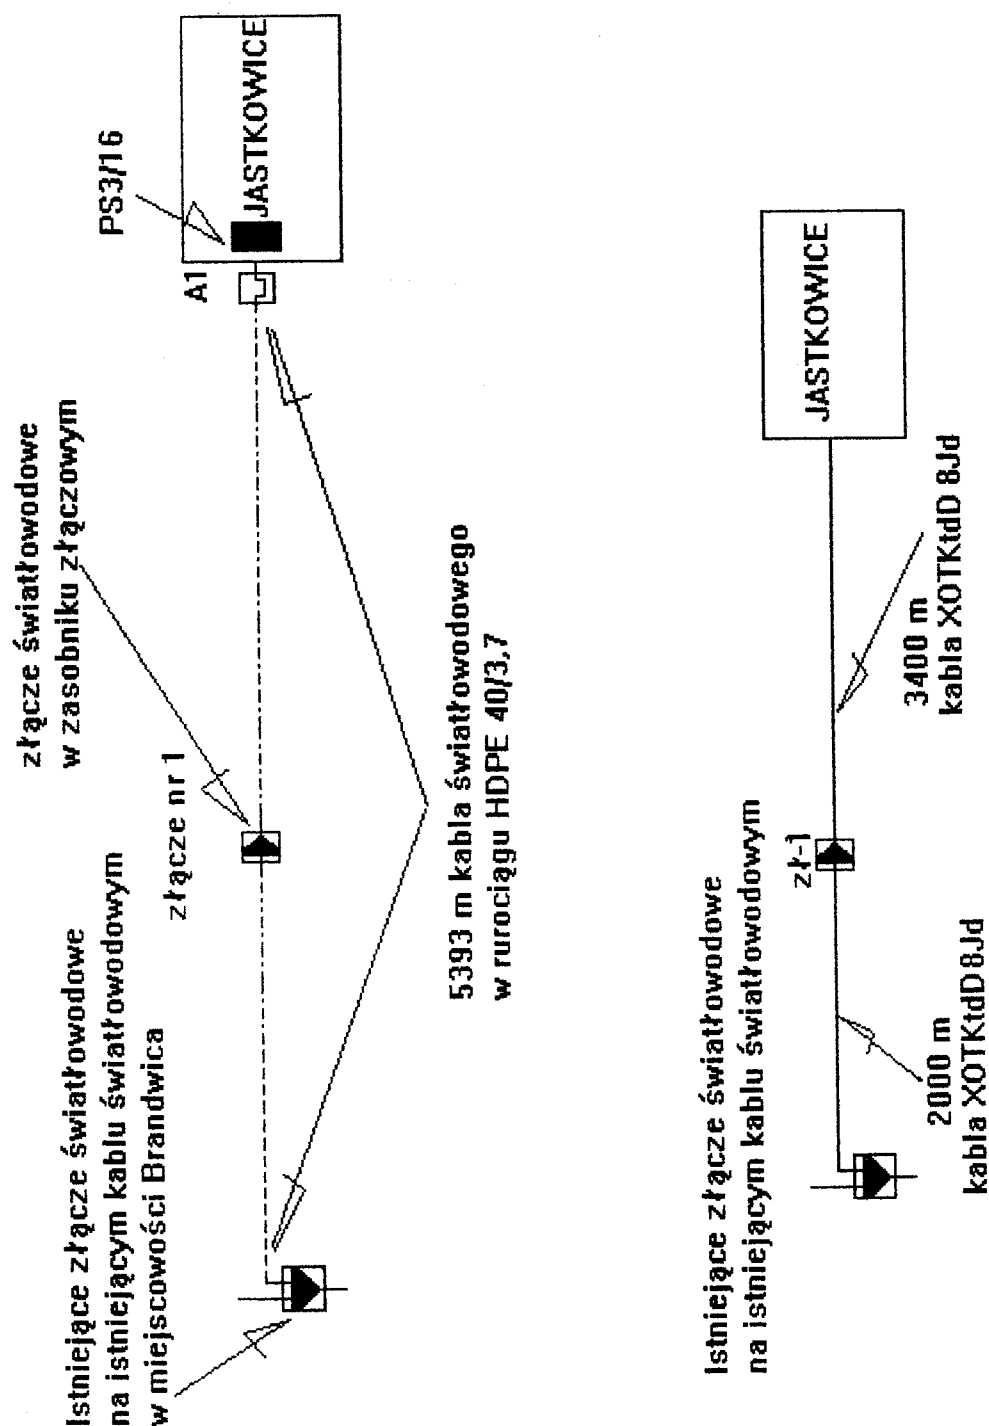 złącze światłowodowe
w zasobniku złączowym
PS3/16
JASTKOWICE
A1
złącze nr 1
Istniejące złącze światłowodowe
na istniejącym kablu światłowodowym
w miejscowości Brandwica
5393 m kabla światłowodowego
w rurociągu HDPE 40/3,7
Istniejące złącze światłowodowe
na istniejącym kablu światłowodowym
zł-1
JASTKOWICE
2000 m
kabla XOTKtdD8Jd
3400 m
kabla XOTKtdD 8Jd